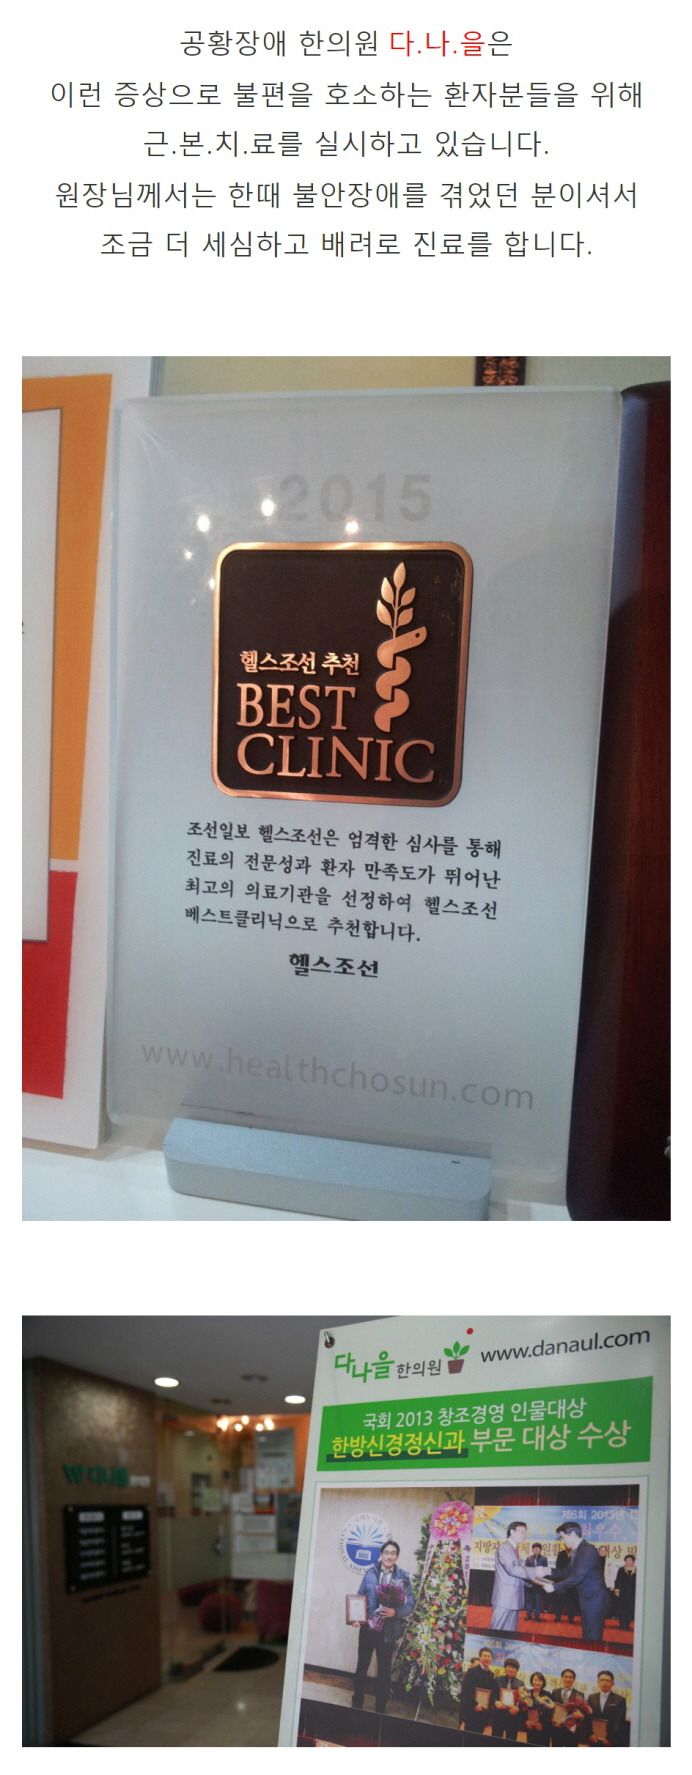 공황장애 한의원 다.나.을은
이런 증상으로 불편을 호소하는 환자분들을 위해
근.본.치.료를 실시하고 있습니다.
원장님께서는 한때 불안장애를 겪었던 분이셔서
조금 더 세심하고 배려로 진료를 합니다.
2015
헬스조선 추천
BEST
CLINIC
조선일보 헬스조선은 엄격한 심사를 통해
진료의 전문성과 환자 만족도가 뛰어난
최고의 의료기관을 선정하여 헬스조선
베스트클리닉으로 추천합니다.
헬스조선
www.healthchosun.com
다나을한의원 www.danaul.com
국회 2013 창조경영 인물대상
한방신경정신과 부문 대상 수상
제6회 2013년